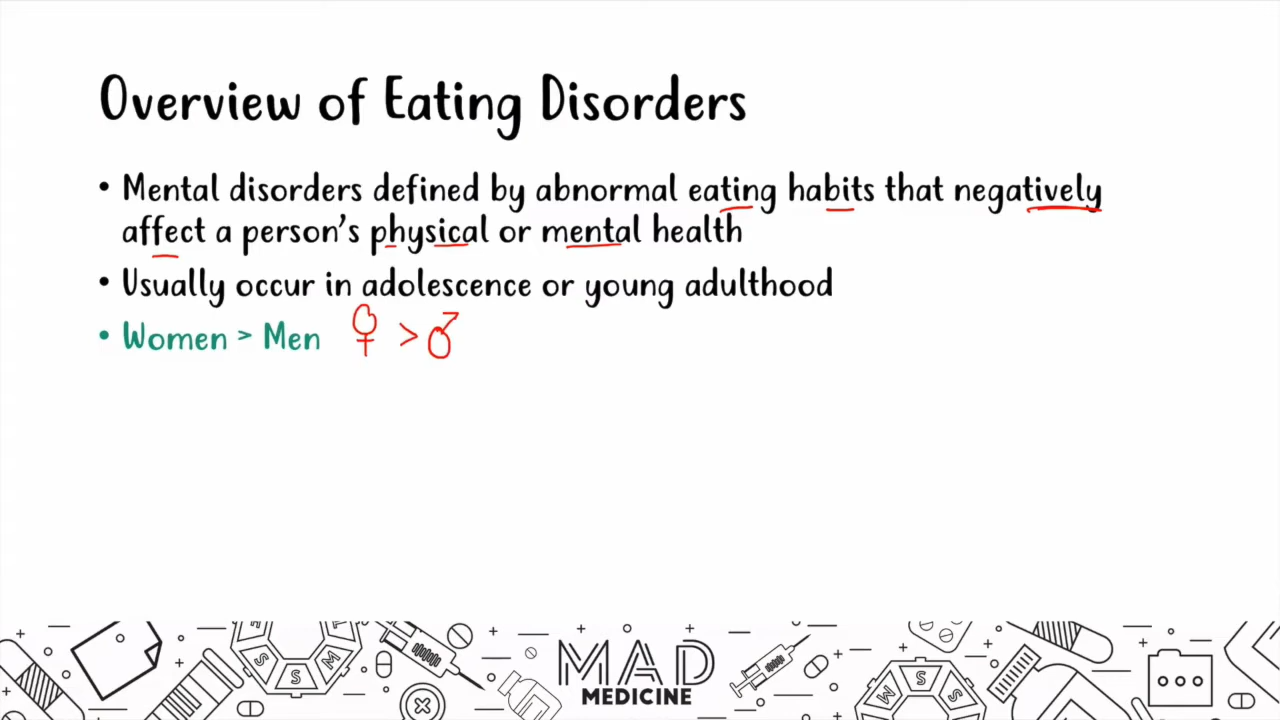 Overview of Eating Disorders
• Mental disorders defined by abnormal eating habits that negatively
affect a person's physical or mental health
• Usually occur in adolescence or young adulthood
• Women > Men ♀ > ♂
S S M
MAD
MEDICINE
M S S